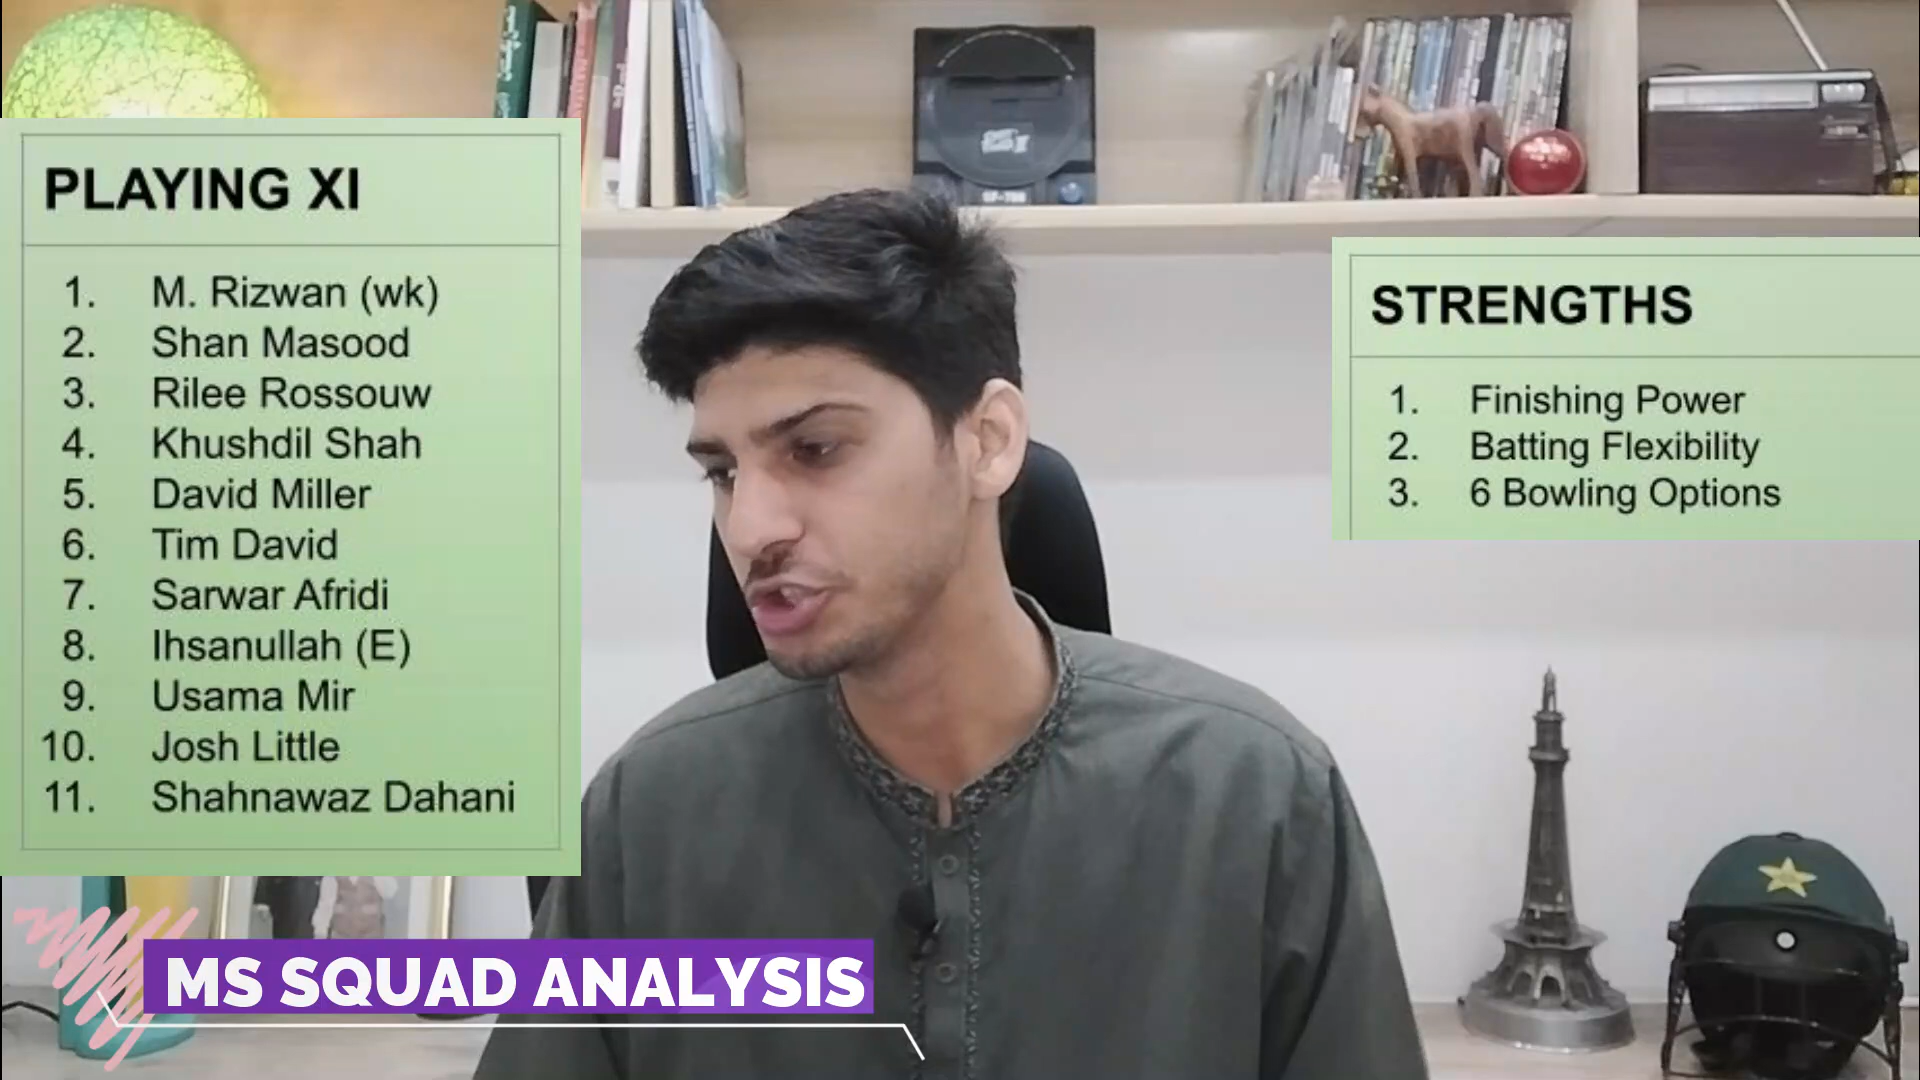 PLAYING XI
1. M. Rizwan (wk)
2. Shan Masood
3. Rilee Rossouw
4. Khushdil Shah
5. David Miller
6. Tim David
7. Sarwar Afridi
8. Ihsanullah (E)
9. Usama Mir
10. Josh Little
11. Shahnawaz Dahani
STRENGTHS
1. Finishing Power
2. Batting Flexibility
3. 6 Bowling Options
MS SQUAD ANALYSIS